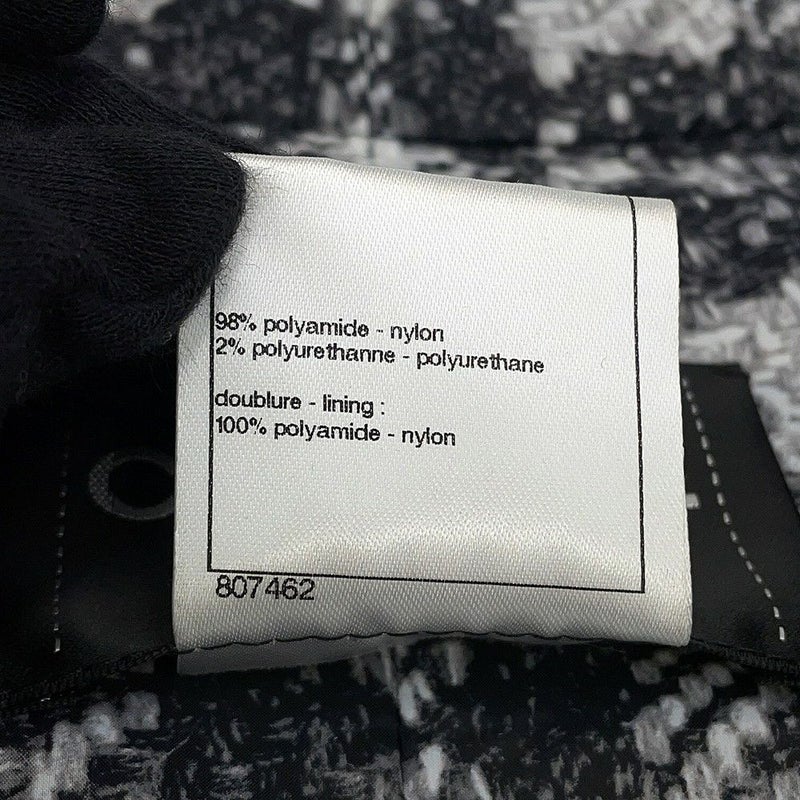 98% polyamide - nylon
2% polyurethanne - polyurethane
doublure - lining :
100% polyamide - nylon
807462